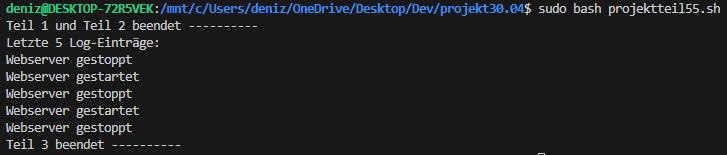 deniz@DESKTOP-72R5VEK:/mnt/c/Users/deniz/OneDrive/Desktop/Dev/projekt30.04$ sudo bash projektteil55.sh
Teil 1 und Teil 2 beendet ----------
Letzte 5 Log-Einträge:
Webserver gestoppt
Webserver gestartet
Webserver gestoppt
Webserver gestartet
Webserver gestoppt
Teil 3 beendet ----------